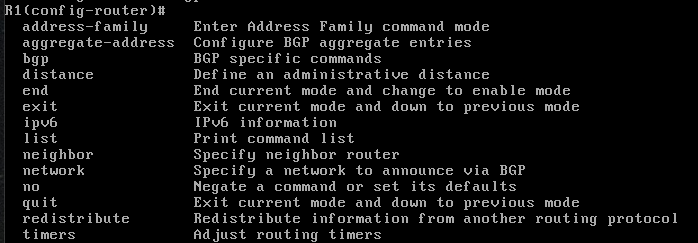 R1(config-router)#
address-family Enter Address Family command mode
aggregate-address Configure BGP aggregate entries
bgp BGP specific commands
distance Define an administrative distance
end End current mode and change to enable mode
exit Exit current mode and down to previous mode
ipv6 IPv6 information
list Print command list
neighbor Specify neighbor router
network Specify a network to announce via BGP
no Negate a command or set its defaults
quit Exit current mode and down to previous mode
redistribute Redistribute information from another routing protocol
timers Adjust routing timers